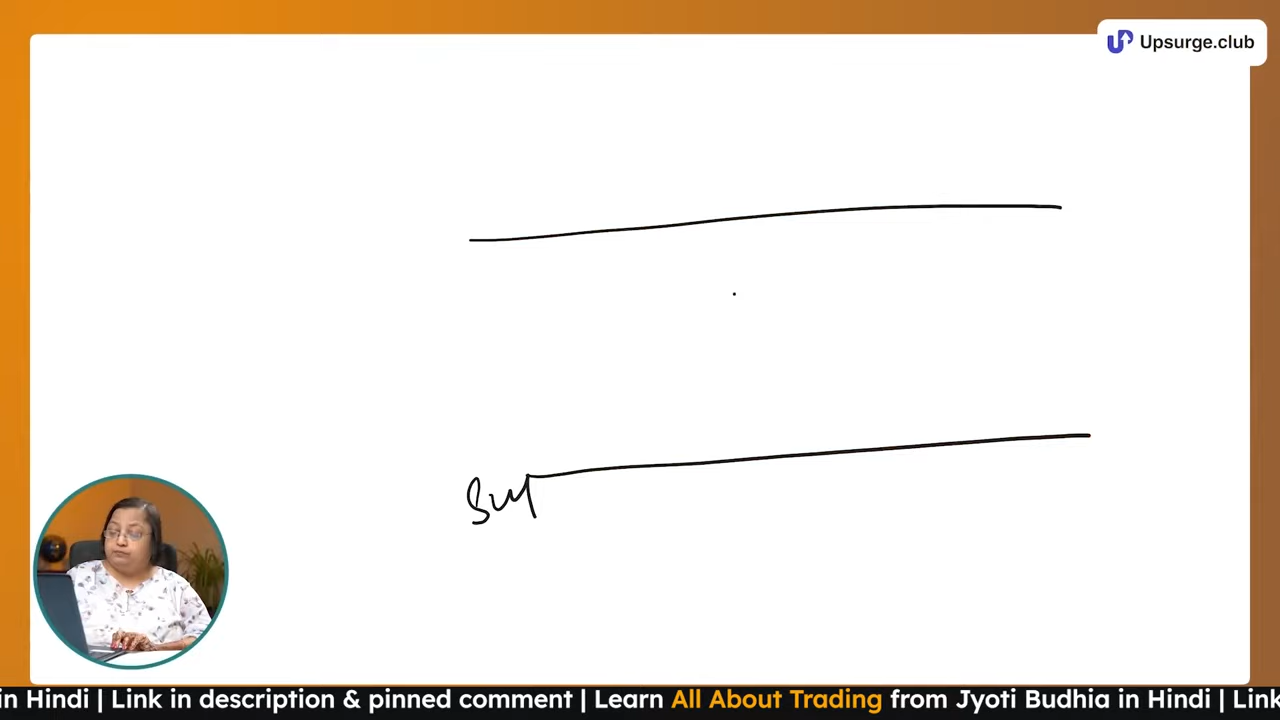 Upsurge.club
in Hindi | Link in description & pinned comment | Learn All About Trading from Jyoti Budhia in Hindi | Link